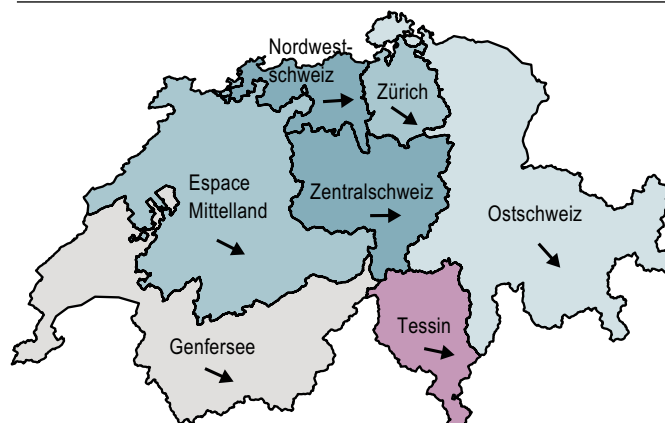 Nordwest-
schweiz
Zürich
Espace
Mittelland
Zentralschweiz
Ostschweiz
Tessin
Genfersee